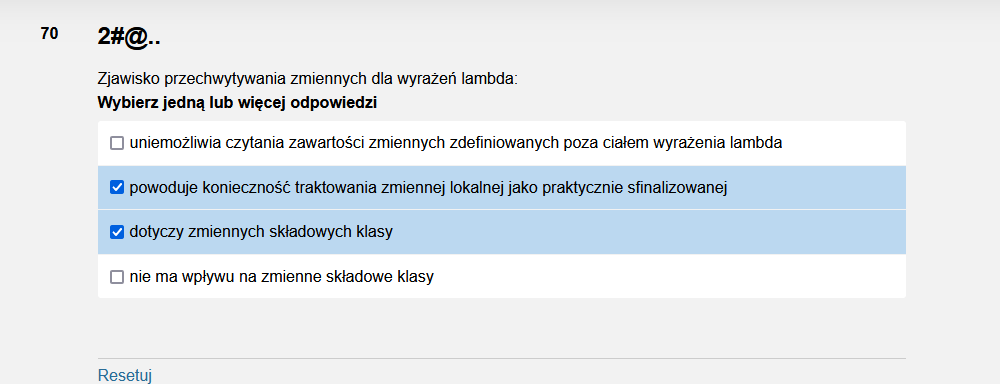 70
2#@..
Zjawisko przechwytywania zmiennych dla wyrażeń lambda:
Wybierz jedną lub więcej odpowiedzi
uniemożliwia czytania zawartości zmiennych zdefiniowanych poza ciałem wyrażenia lambda
powoduje konieczność traktowania zmiennej lokalnej jako praktycznie sfinalizowanej
dotyczy zmiennych składowych klasy
nie ma wpływu na zmienne składowe klasy
Resetuj